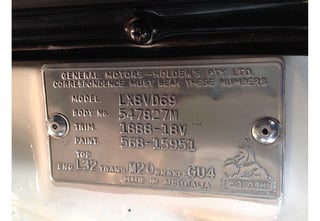 GENERAL MOTORS - HOLDEN'S PTY. LTD.
CORRESPONDENCE MUST BEAR THESE NUMBERS
MODEL LX8VD69
BODY NO. 547827M
TRIM 1888-18V
PAINT 568-15951
TOP
ENG. L32 TRANS. M20 R/AXLE GU4
MADE IN AUSTRALIA